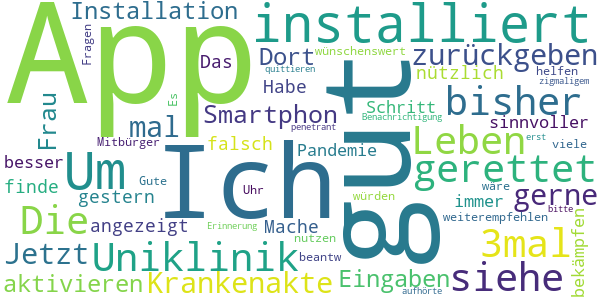 Installation
App
Fragen
Das
Es
Habe
Dort
wünschenswert
quittieren
installiert
zurückgeben
nützlich
helfen
zigmaligem
Frau
mal
Smartphon
penetrant
Schritt
Benachrichtigung
bisher
sinnvoller
Mitbürger
falsch
Pandemie
Leben
erst
viele
besser
finde
Um
Ich
gut
gerettet
gestern
Gute
Uhr
würden
immer
wäre
bitte
gerne
Die
angezeigt
Erinnerung
Mache
nutzen
weiterempfehlen
bekämpfen
Jetzt
Uniklinik
beantw
3mal
aktivieren
Krankenakte
Eingaben
aufhörte
siehe